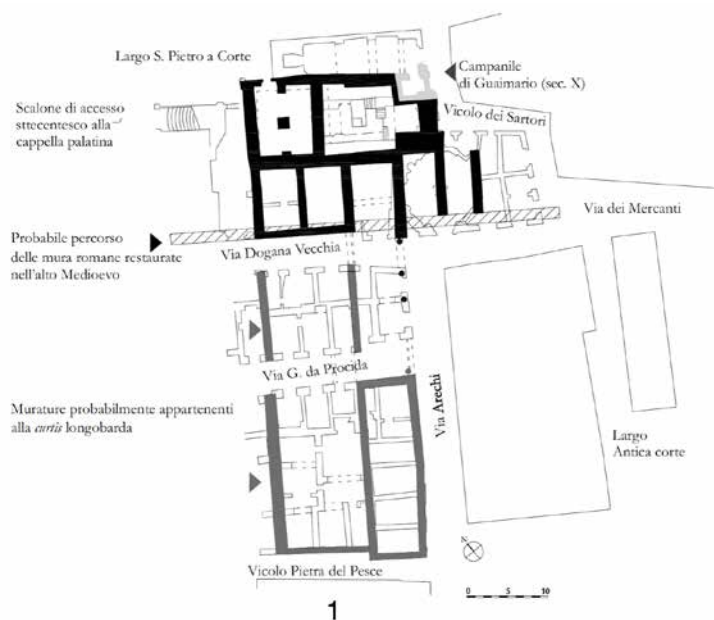 Largo S. Pietro a Corte
Campanile
di Guaimario (sec. X)
Scalone di accesso
sttecentesco alla
cappella palatina
Vicolo dei Sartori
Via dei Mercanti
Probabile percorso
delle mura romane restaurate
nell'alto Medioevo
Via Dogana Vecchia
Via G. da Procida
Murature probabilmente appartenenti
alla curtis longobarda
Via Arechi
Largo
Antica corte
N
Vicolo Pietra del Pesce
0 5 10
1